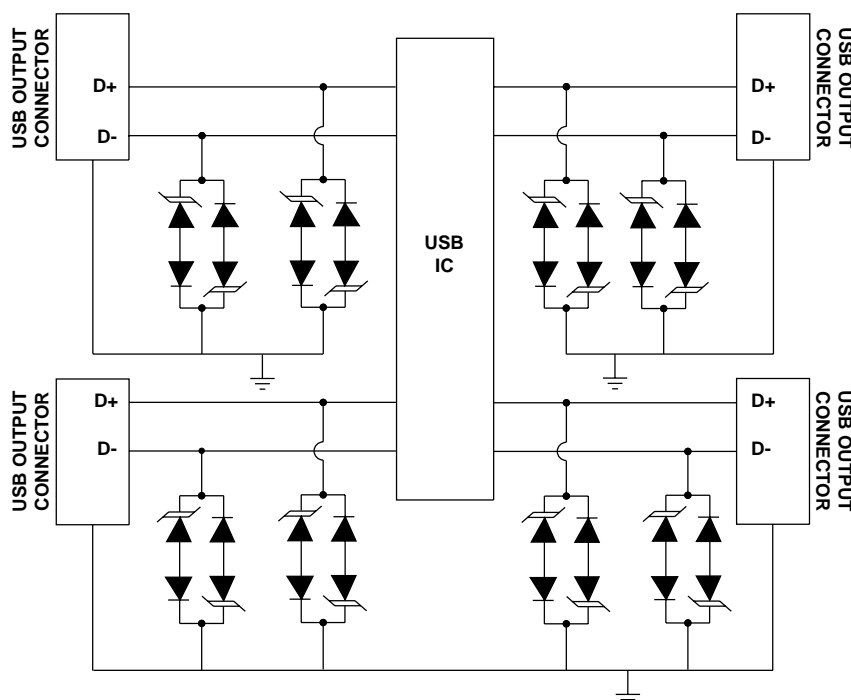 USB OUTPUT
CONNECTOR
D+
D-
USB
IC
D+
D-
USB OUTPUT
CONNECTOR
USB OUTPUT
CONNECTOR
D+
D-
D+
D-
USB OUTPUT
CONNECTOR